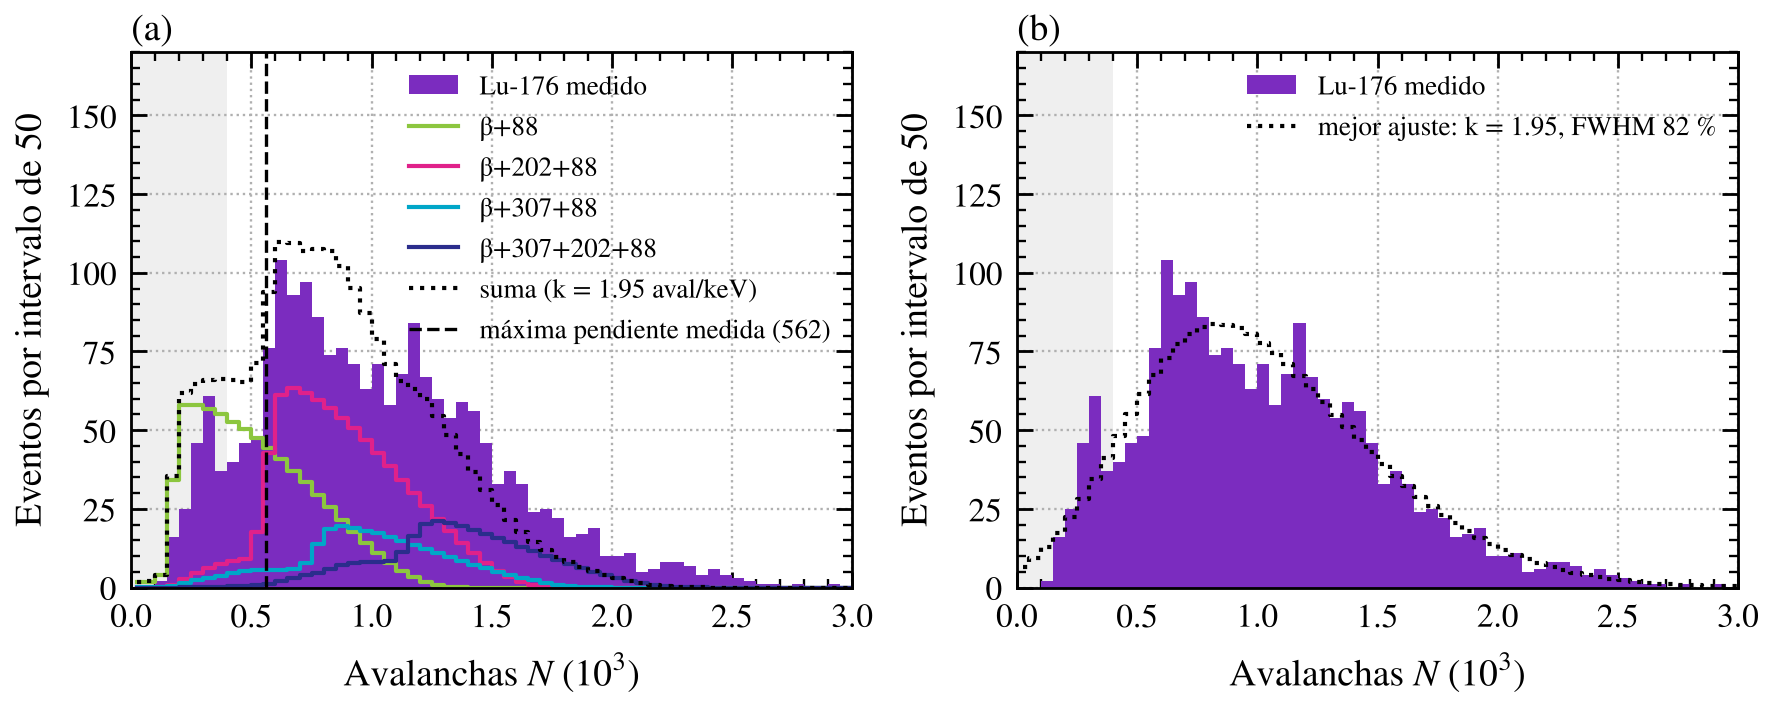 (a)
Eventos por intervalo de 50
150
125
100
75
50
25
0
Lu-176 medido
β+88
β+202+88
β+307+88
β+307+202+88
suma (k = 1.95 aval/keV)
máxima pendiente medida (562)
0.0 0.5 1.0 1.5 2.0 2.5 3.0
Avalanchas N (10³)
(b)
Eventos por intervalo de 50
150
125
100
75
50
25
0
Lu-176 medido
mejor ajuste: k = 1.95, FWHM 82 %
0.0 0.5 1.0 1.5 2.0 2.5 3.0
Avalanchas N (10³)